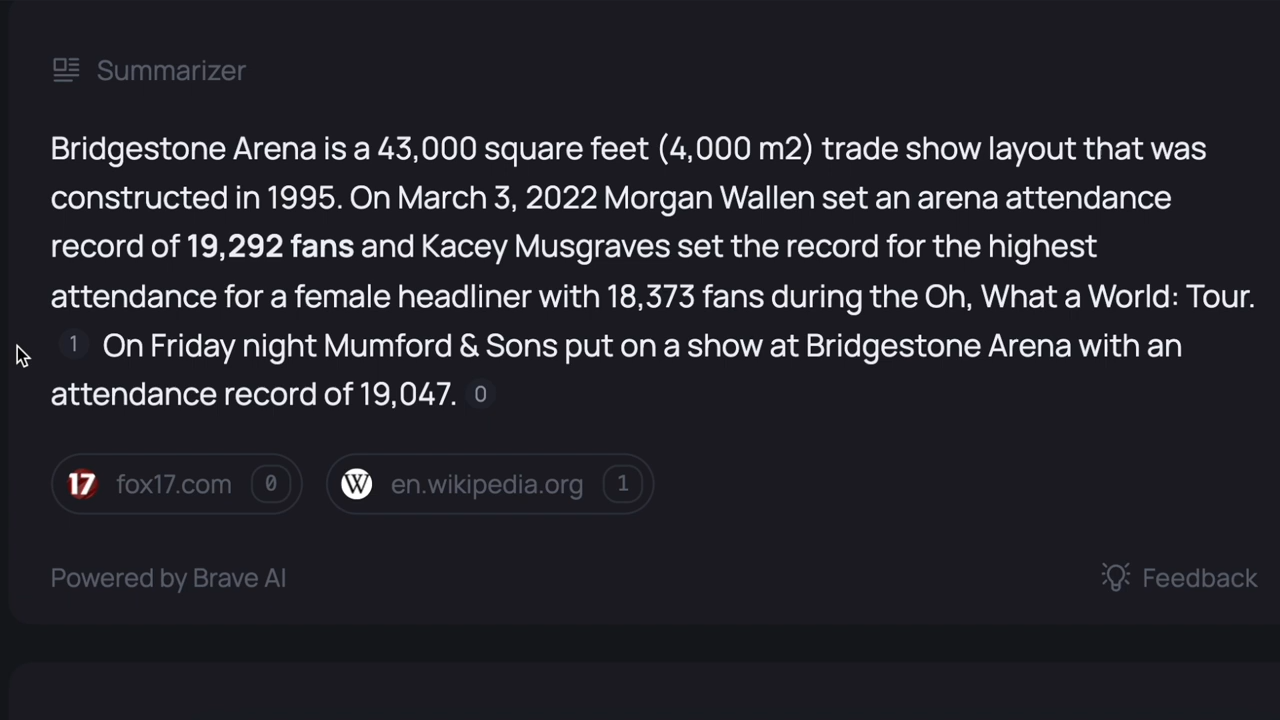 Summarizer
Bridgestone Arena is a 43,000 square feet (4,000 m2) trade show layout that was
constructed in 1995. On March 3, 2022 Morgan Wallen set an arena attendance
record of 19,292 fans and Kacey Musgraves set the record for the highest
attendance for a female headliner with 18,373 fans during the Oh, What a World: Tour.
1 On Friday night Mumford & Sons put on a show at Bridgestone Arena with an
attendance record of 19,047. 0
17 fox17.com 0 W en.wikipedia.org 1
Powered by Brave AI Feedback